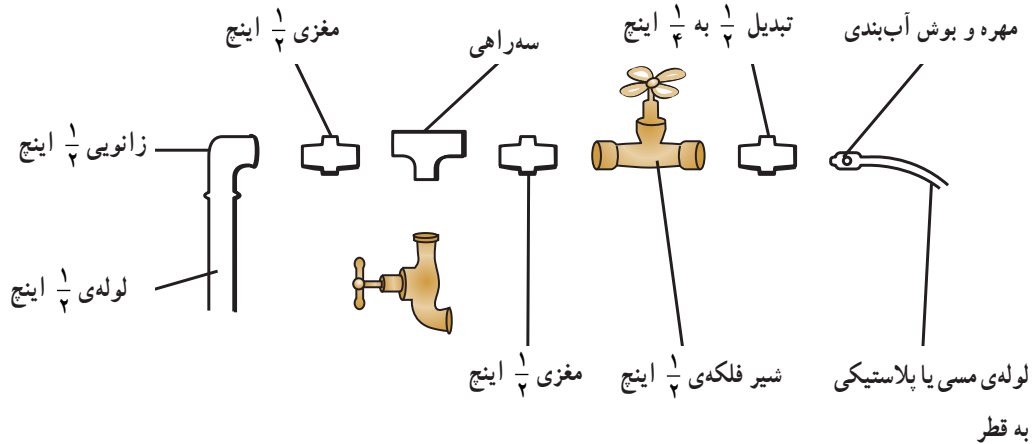 مهره و بوش آب‌بندی
تبدیل ۱/۲ به ۱/۴ اینچ
سه‌راهی
مغزی ۱/۲ اینچ
زانویی ۱/۲ اینچ
لوله‌ی ۱/۲ اینچ
لوله‌ی مسی یا پلاستیکی
به قطر
شیر فلکه‌ی ۱/۲ اینچ
مغزی ۱/۲ اینچ